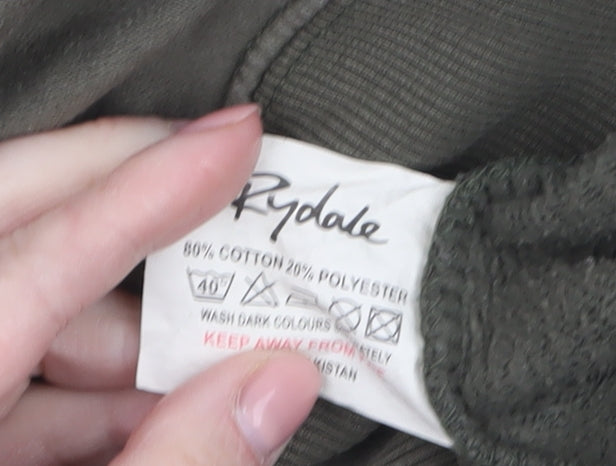 Rydale
80% COTTON 20% POLYESTER
40°
WASH DARK COLOURS
KEEP AWAY FROM